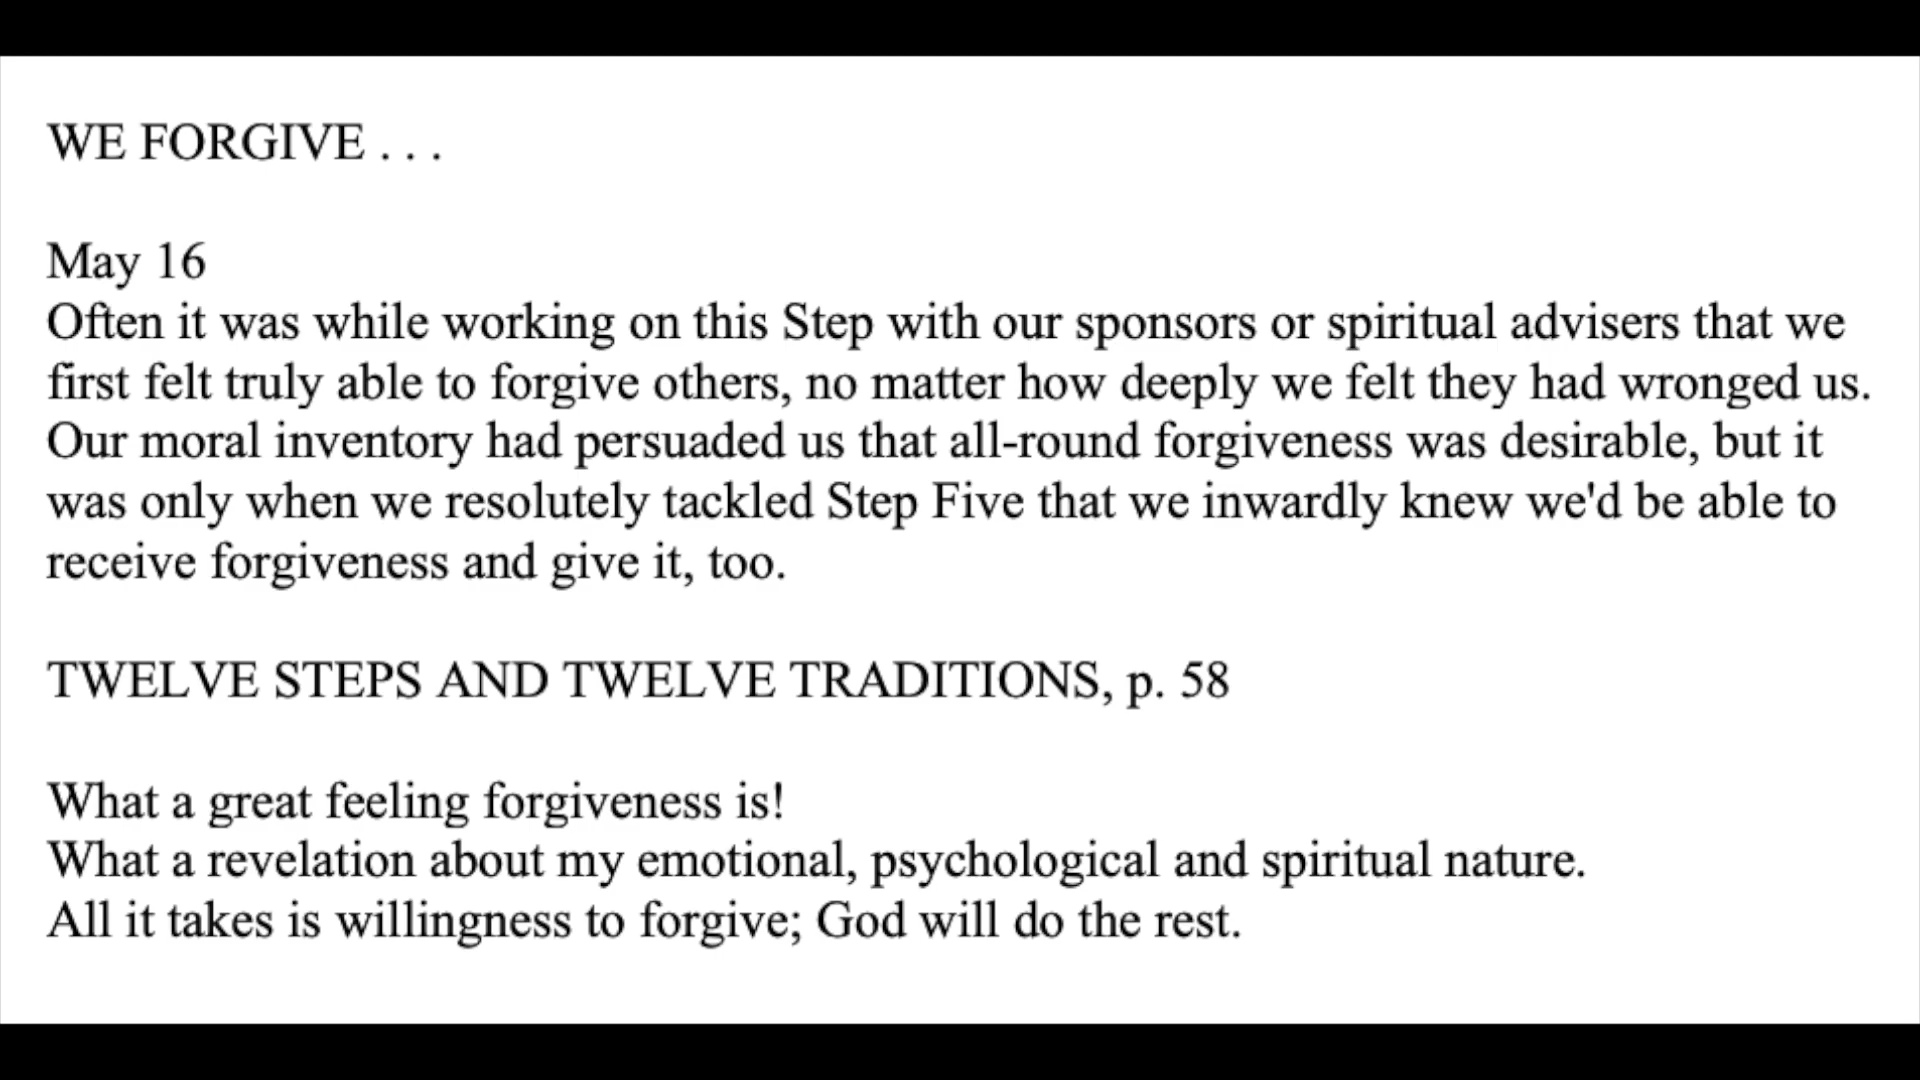 WE FORGIVE . . .
May 16
Often it was while working on this Step with our sponsors or spiritual advisers that we
first felt truly able to forgive others, no matter how deeply we felt they had wronged us.
Our moral inventory had persuaded us that all-round forgiveness was desirable, but it
was only when we resolutely tackled Step Five that we inwardly knew we'd be able to
receive forgiveness and give it, too.
TWELVE STEPS AND TWELVE TRADITIONS, p. 58
What a great feeling forgiveness is!
What a revelation about my emotional, psychological and spiritual nature.
All it takes is willingness to forgive; God will do the rest.